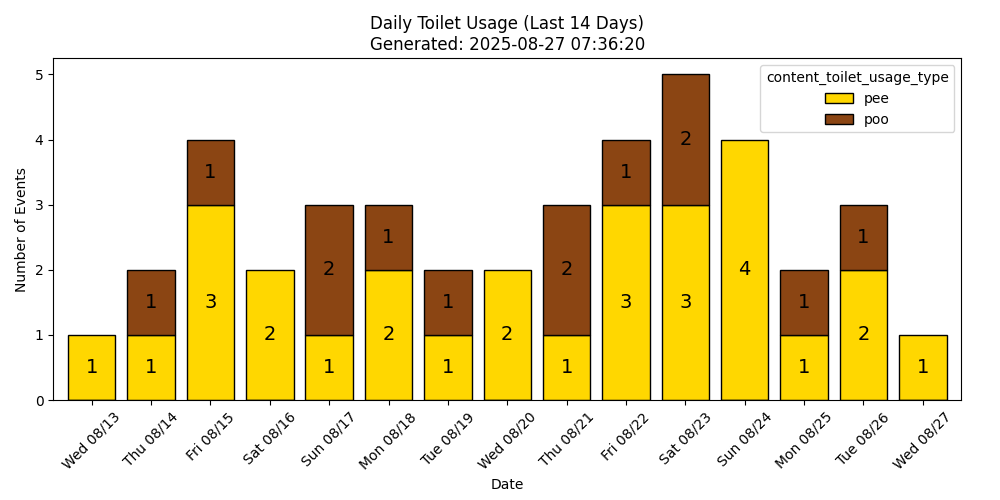 Daily Toilet Usage (Last 14 Days)
Generated: 2025-08-27 07:36:20
content_toilet_usage_type
pee
poo
Number of Events
5
4
3
2
1
0
1
1
1
3
1
2
1
2
2
1
1
1
2
1
2
3
1
3
2
4
1
1
2
1
1
Wed 08/13
Thu 08/14
Fri 08/15
Sat 08/16
Sun 08/17
Mon 08/18
Tue 08/19
Wed 08/20
Thu 08/21
Fri 08/22
Sat 08/23
Sun 08/24
Mon 08/25
Tue 08/26
Wed 08/27
Date